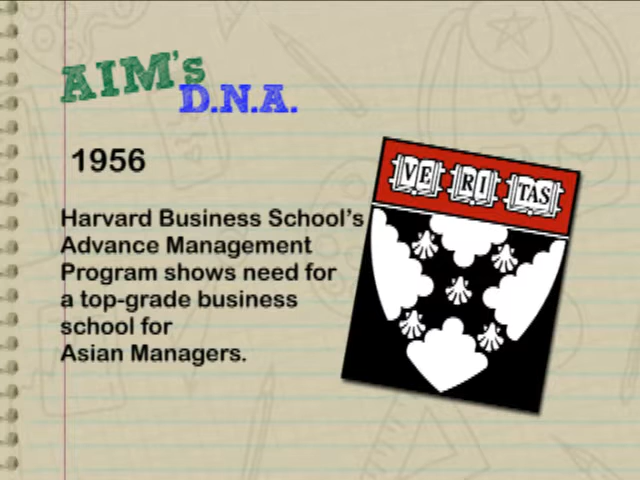 AIM's
D.N.A.
1956
VE RI TAS
Harvard Business School's
Advance Management
Program shows need for
a top-grade business
school for
Asian Managers.